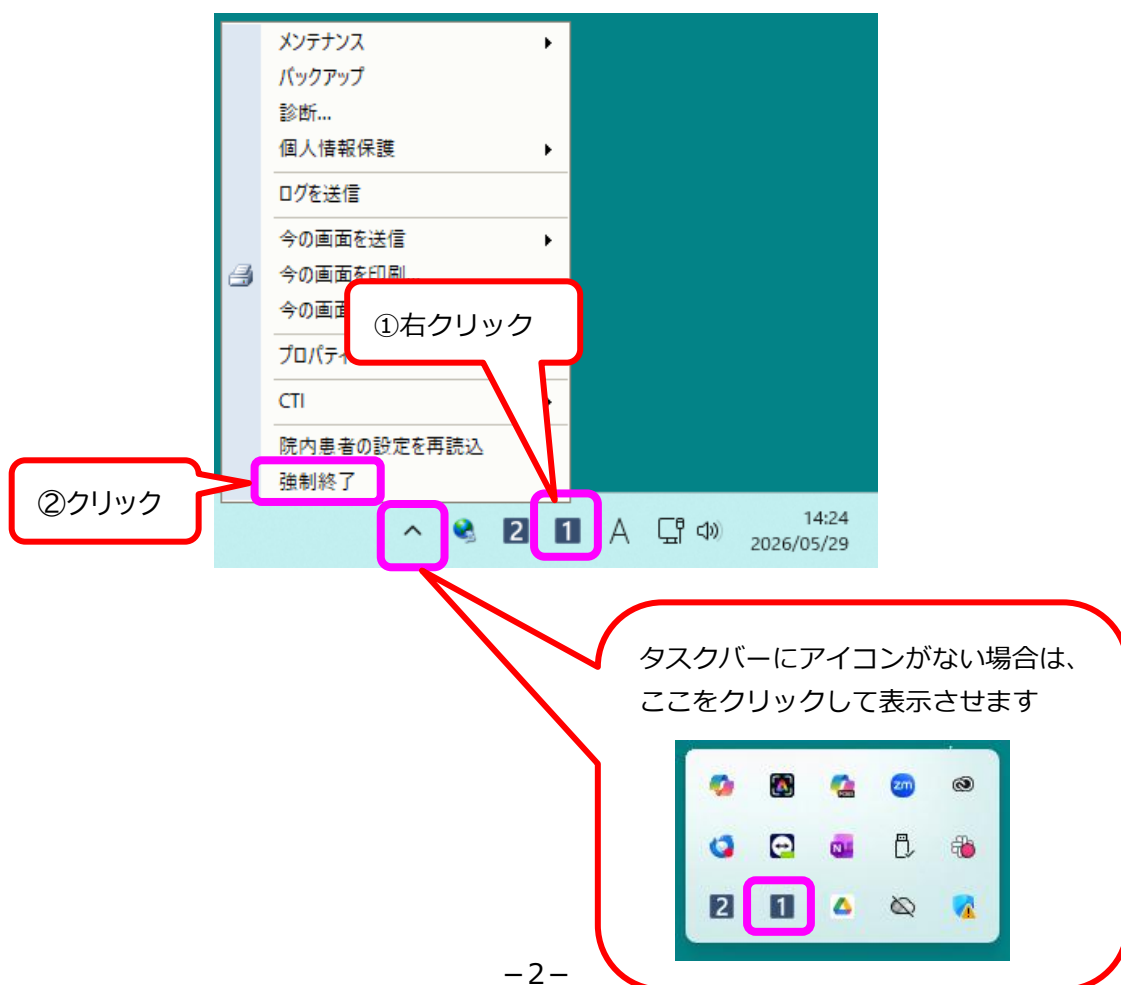 メンテナンス
バックアップ
診断...
個人情報保護
ログを送信
今の画面を送信
今の画面を印刷
今の画面
①右クリック
プロパティ
CTI
院内患者の設定を再読込
強制終了
②クリック
2 1 A 14:24
2026/05/29
タスクバーにアイコンがない場合は、
ここをクリックして表示させます
zm
N
2 1
−2−